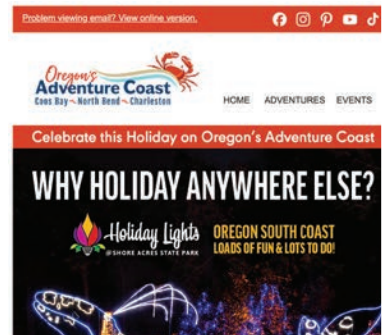 Problem viewing email? View online version.
Oregon's
Adventure Coast
Coos Bay~North Bend~Charleston
HOME ADVENTURES EVENTS
Celebrate this Holiday on Oregon's Adventure Coast
WHY HOLIDAY ANYWHERE ELSE?
Holiday Lights
@SHORE ACRES STATE PARK
OREGON SOUTH COAST
LOADS OF FUN & LOTS TO DO!